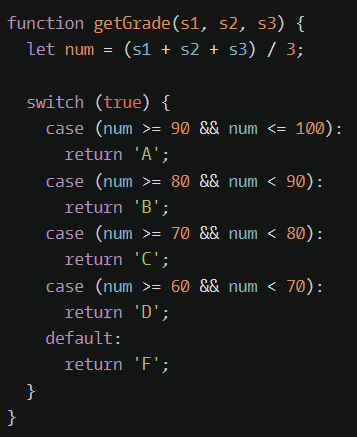 function getGrade(s1, s2, s3) {
  let num = (s1 + s2 + s3) / 3;

  switch (true) {
    case (num >= 90 && num <= 100):
      return 'A';
    case (num >= 80 && num < 90):
      return 'B';
    case (num >= 70 && num < 80):
      return 'C';
    case (num >= 60 && num < 70):
      return 'D';
    default:
      return 'F';
  }
}